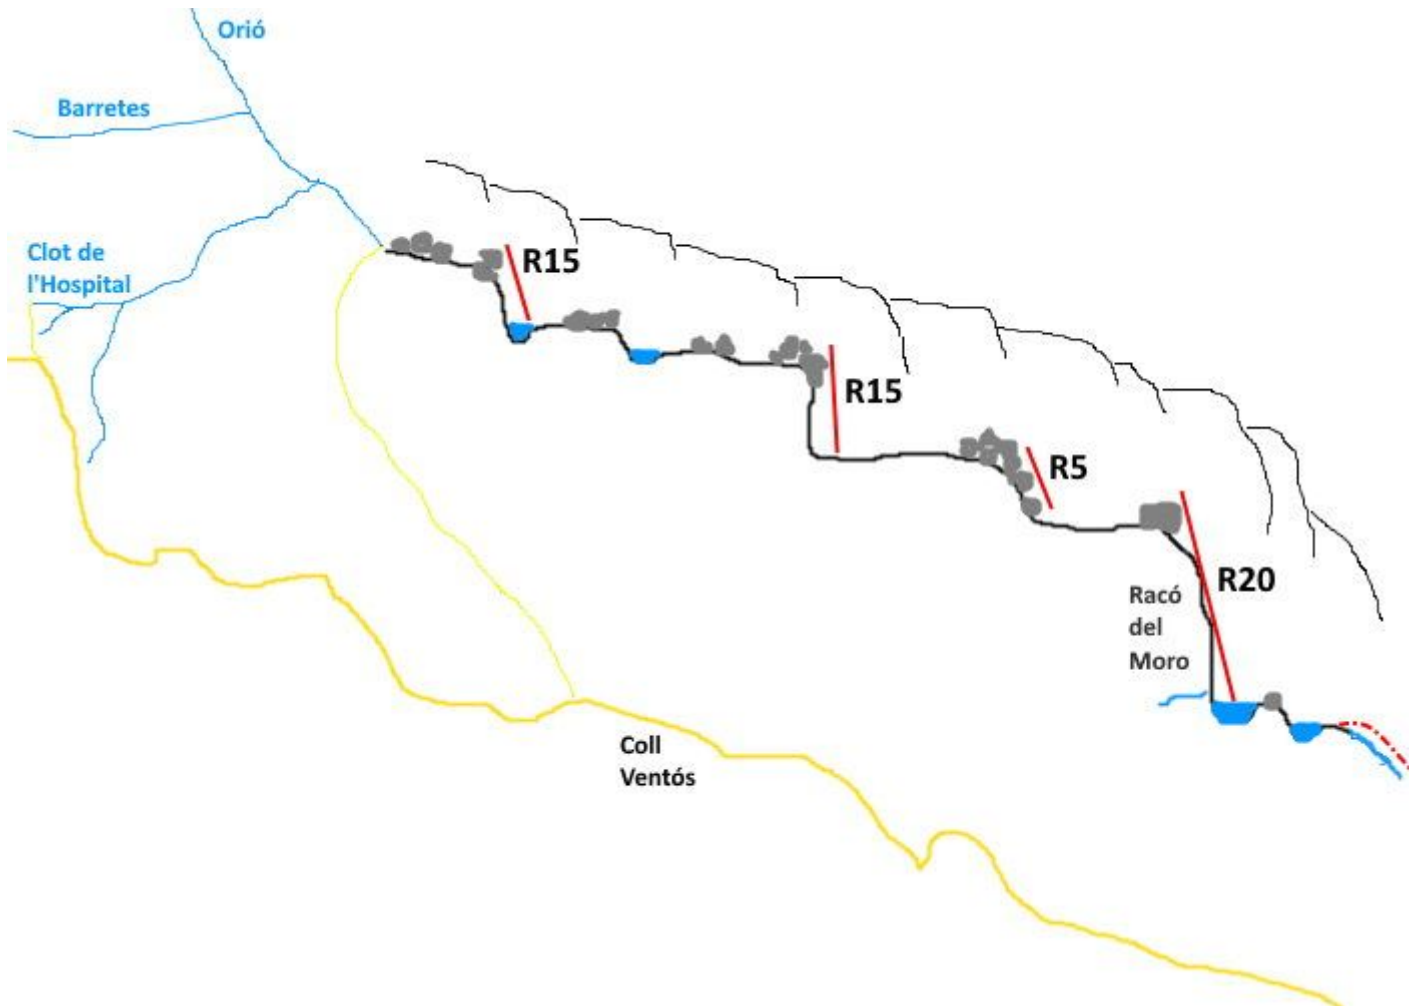 Orió
Barretes
Clot de
l'Hospital
R15
R15
R5
R20
Racó
del
Moro
Coll
Ventós